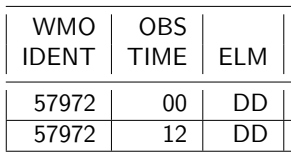 WMO OBS
IDENT TIME ELM
57972 00 DD
57972 12 DD